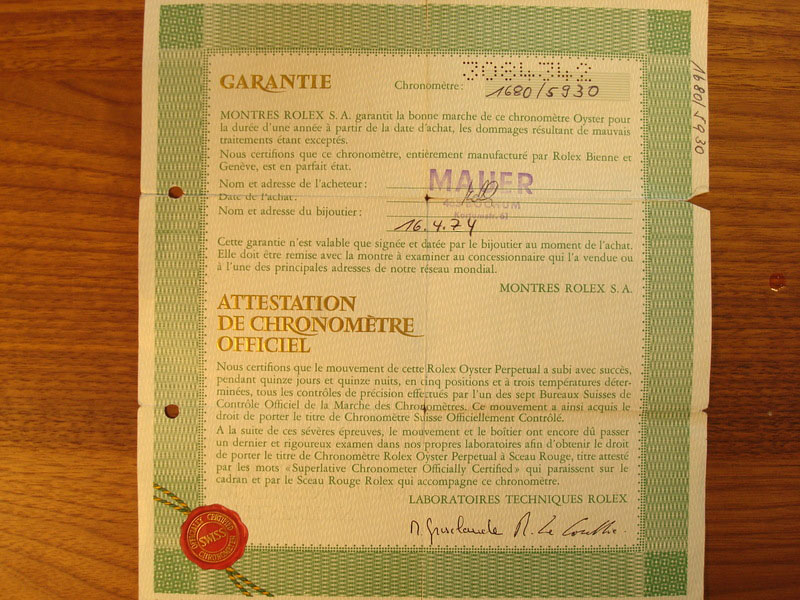 3084342
GARANTIE
Chronomètre: 1680/5930
1680/5930
MONTRES ROLEX S. A. garantit la bonne marche de ce chronomètre Oyster pour
la durée d'une année à partir de la date d'achat, les dommages résultant de mauvais
traitements étant exceptés.
Nous certifions que ce chronomètre, entièrement manufacturé par Rolex Bienne et
Genève, est en parfait état.
Nom et adresse de l'acheteur:
MAUER
Date de l'achat:
Nom et adresse du bijoutier:
16.4.74
Cette garantie n'est valable que signée et datée par le bijoutier au moment de l'achat.
Elle doit être remise avec la montre à examiner au concessionnaire qui l'a vendue ou
à l'une des principales adresses de notre réseau mondial.
MONTRES ROLEX S. A.
ATTESTATION
DE CHRONOMÈTRE
OFFICIEL
Nous certifions que le mouvement de cette Rolex Oyster Perpetual a subi avec succès,
pendant quinze jours et quinze nuits, en cinq positions et à trois températures déter-
minées, tous les contrôles de précision effectués par l'un des sept Bureaux Suisses de
Contrôle Officiel de la Marche des Chronomètres. Ce mouvement a ainsi acquis le
droit de porter le titre de Chronomètre Suisse Officiellement Contrôlé.
A la suite de ces sévères épreuves, le mouvement et le boîtier ont encore dû passer
un dernier et rigoureux examen dans nos propres laboratoires afin d'obtenir le droit
de porter le titre de Chronomètre Rolex Oyster Perpetual à Sceau Rouge, titre attesté
par les mots «Superlative Chronometer Officially Certified» qui paraissent sur le
cadran et par le Sceau Rouge Rolex qui accompagne ce chronomètre.
LABORATOIRES TECHNIQUES ROLEX
OFFICIALLY CERTIFIED
SWISS
CHRONOMETER